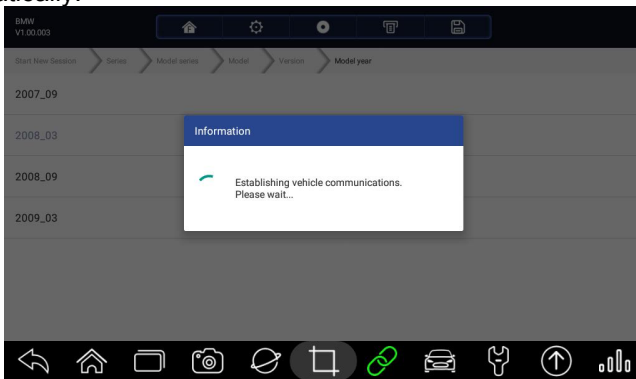 atically.
BMW
V1.00.003
Start New Session Series Model series Model Version Model year
2007_09
2008_03
2008_09
2009_03
Information
Establishing vehicle communications.
Please wait...